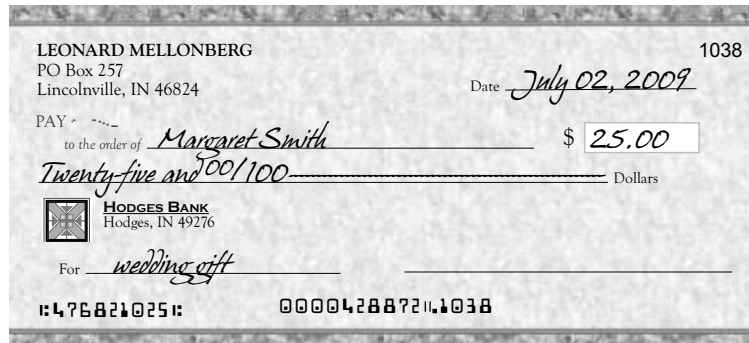 LEONARD MELLONBERG 1038
PO Box 257
Lincolnville, IN 46824
Date July 02, 2009
PAY
to the order of Margaret Smith $ 25.00
Twenty-five and 00/100 Dollars
HODGES BANK
Hodges, IN 49276
For wedding gift
⑆476821025⑆ 0000428872⑈1038